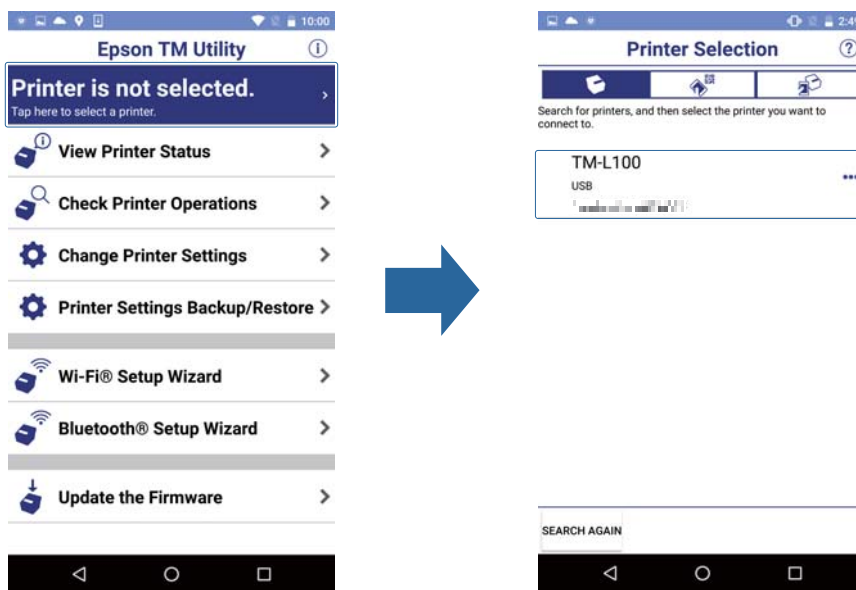 10:00
Epson TM Utility
Printer is not selected.
Tap here to select a printer.
View Printer Status
Check Printer Operations
Change Printer Settings
Printer Settings Backup/Restore
Wi-Fi® Setup Wizard
Bluetooth® Setup Wizard
Update the Firmware
Printer Selection
Search for printers, and then select the printer you want to
connect to.
TM-L100
USB
SEARCH AGAIN